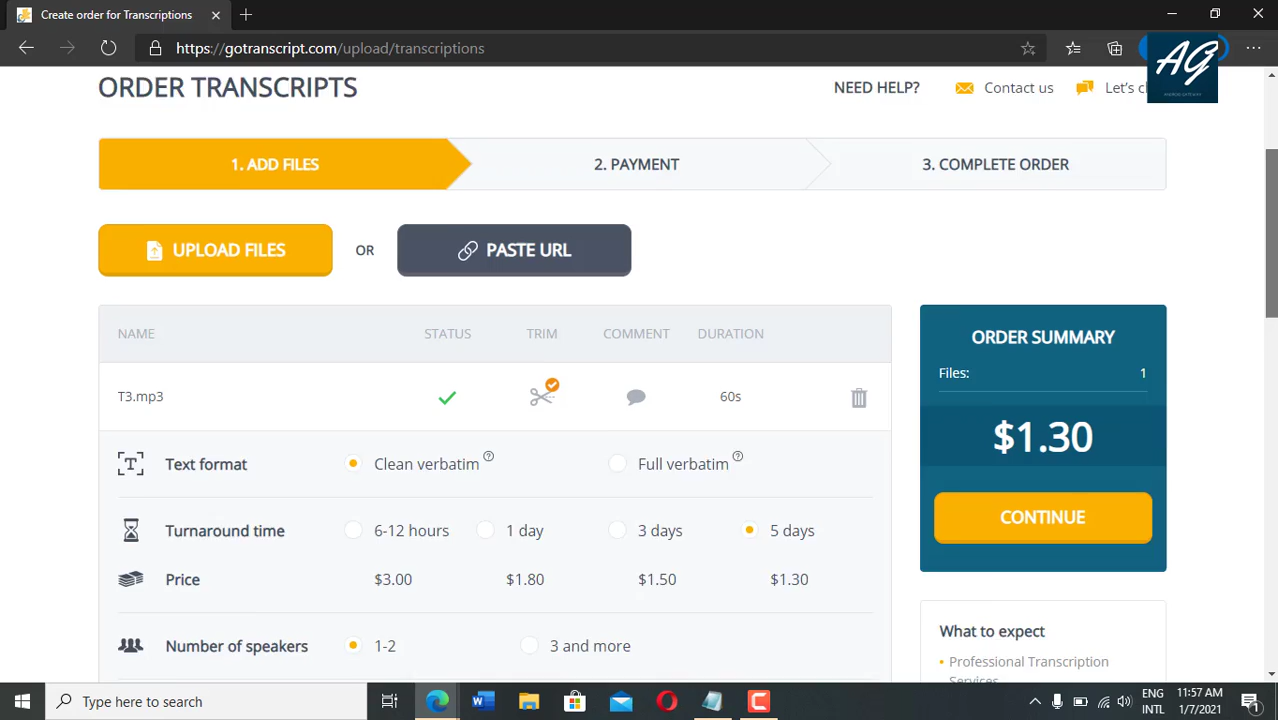 Create order for Transcriptions
https://gotranscript.com/upload/transcriptions
AG
ORDER TRANSCRIPTS
NEED HELP?
Contact us
Let's
1. ADD FILES
2. PAYMENT
3. COMPLETE ORDER
UPLOAD FILES
OR
PASTE URL
NAME
STATUS
TRIM
COMMENT
DURATION
T3.mp3
60s
ORDER SUMMARY
Files:
1
$1.30
CONTINUE
Text format
Clean verbatim
Full verbatim
Turnaround time
6-12 hours
1 day
3 days
5 days
Price
$3.00
$1.80
$1.50
$1.30
Number of speakers
1-2
3 and more
What to expect
Professional Transcription
Services
Type here to search
ENG
INTL
11:57 AM
1/7/2021